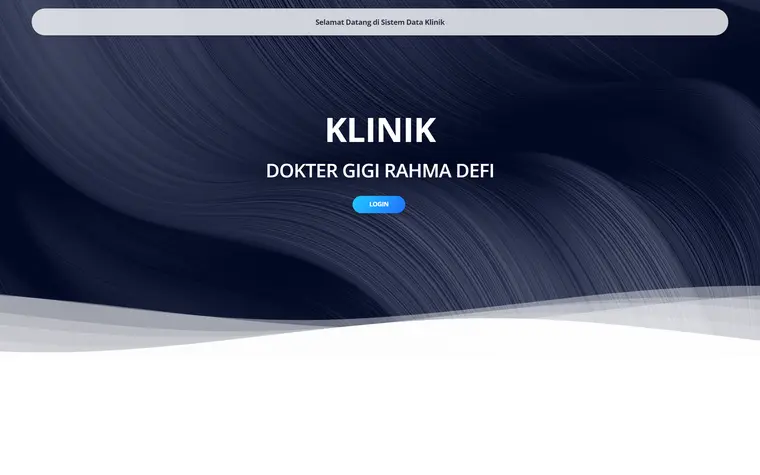 Selamat Datang di Sistem Data Klinik
KLINIK
DOKTER GIGI RAHMA DEFI
LOGIN